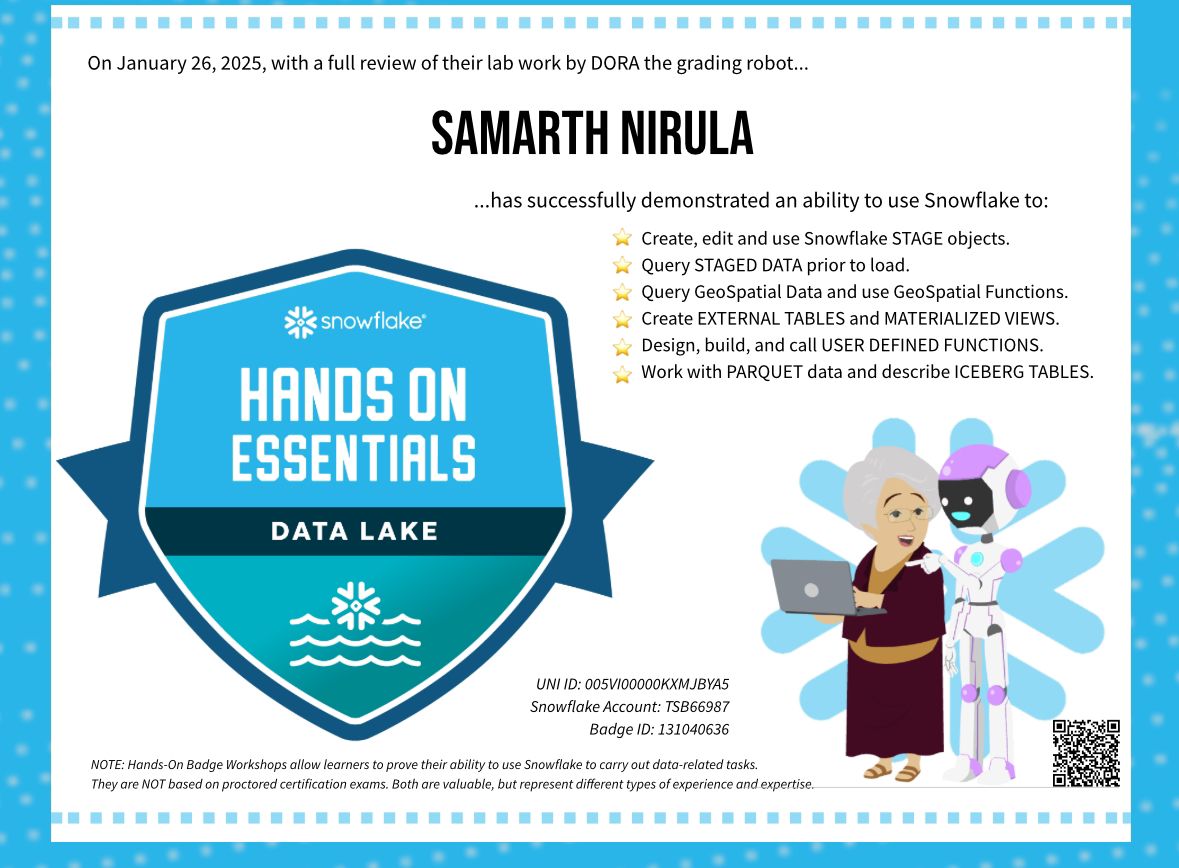 On January 26, 2025, with a full review of their lab work by DORA the grading robot...
SAMARTH NIRULA
...has successfully demonstrated an ability to use Snowflake to:
Create, edit and use Snowflake STAGE objects.
Query STAGED DATA prior to load.
Query GeoSpatial Data and use GeoSpatial Functions.
Create EXTERNAL TABLES and MATERIALIZED VIEWS.
Design, build, and call USER DEFINED FUNCTIONS.
Work with PARQUET data and describe ICEBERG TABLES.
snowflake®
HANDS ON
ESSENTIALS
DATA LAKE
UNI ID: 005VI00000KXMJBYA5
Snowflake Account: TSB66987
Badge ID: 131040636
NOTE: Hands-On Badge Workshops allow learners to prove their ability to use Snowflake to carry out data-related tasks.
They are NOT based on proctored certification exams. Both are valuable, but represent different types of experience and expertise.